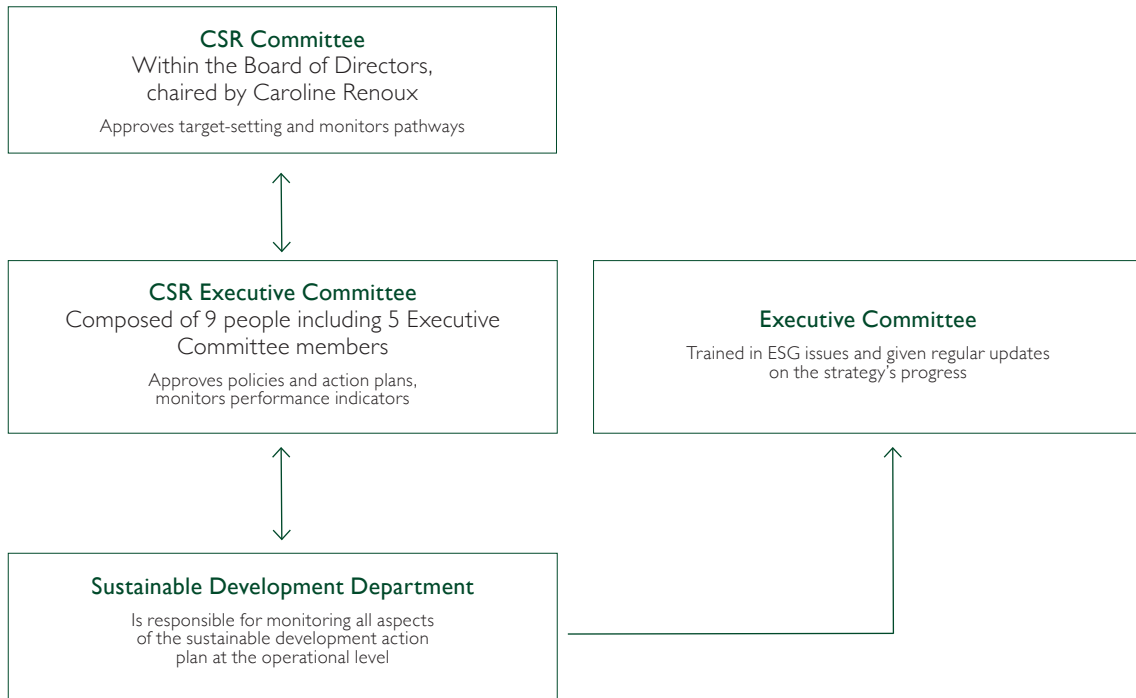 CSR Committee
Within the Board of Directors,
chaired by Caroline Renoux
Approves target-setting and monitors pathways
CSR Executive Committee
Composed of 9 people including 5 Executive
Committee members
Approves policies and action plans,
monitors performance indicators
Executive Committee
Trained in ESG issues and given regular updates
on the strategy’s progress
Sustainable Development Department
Is responsible for monitoring all aspects
of the sustainable development action
plan at the operational level